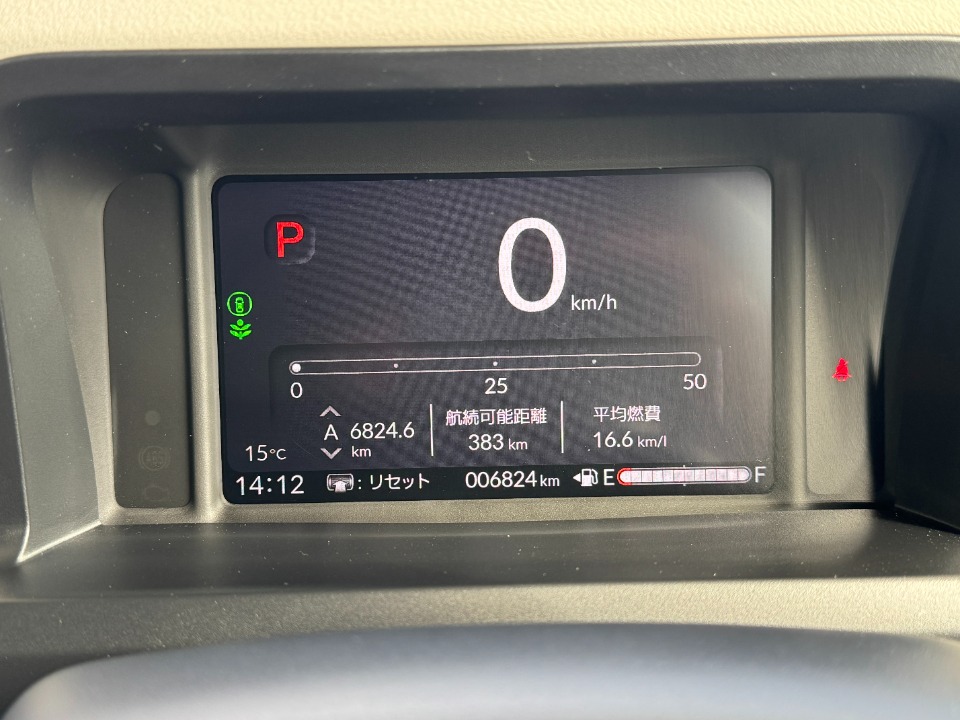 P
0
km/h
0 25 50
A 6824.6 km
航続可能距離
383 km
平均燃費
16.6 km/l
15°C
14:12
: リセット
006824 km
E F